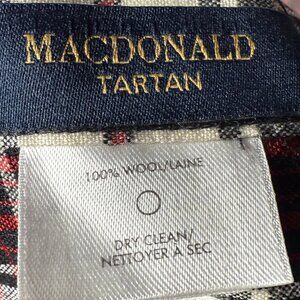 MACDONALD
TARTAN
100% WOOL/LAINE
DRY CLEAN/
NETTOYER À SEC